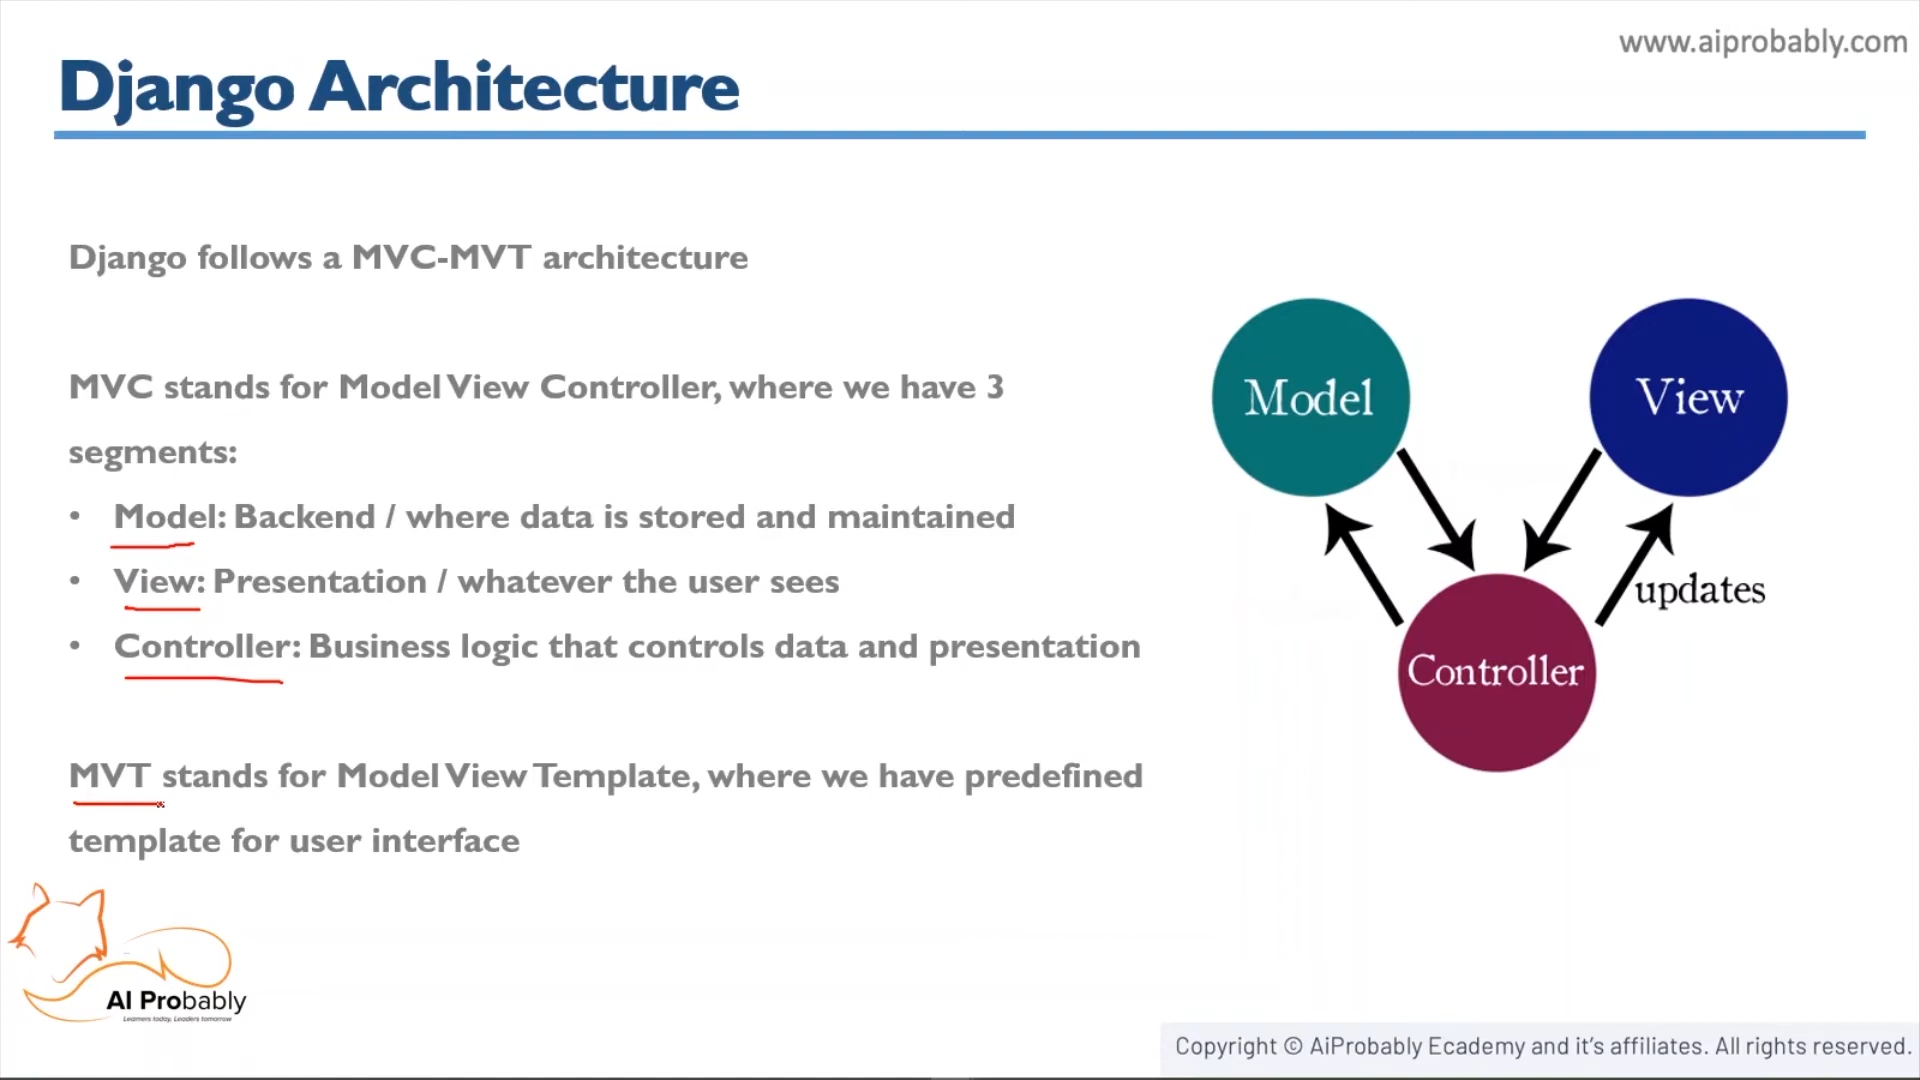 www.aiprobably.com
Django Architecture
Django follows a MVC-MVT architecture
MVC stands for Model View Controller, where we have 3
segments:
• Model: Backend / where data is stored and maintained
• View: Presentation / whatever the user sees
• Controller: Business logic that controls data and presentation
MVT stands for Model View Template, where we have predefined
template for user interface
Model
View
updates
Controller
AI Probably
Learners today, Leaders tomorrow
Copyright © AiProbably Ecademy and it's affiliates. All rights reserved.